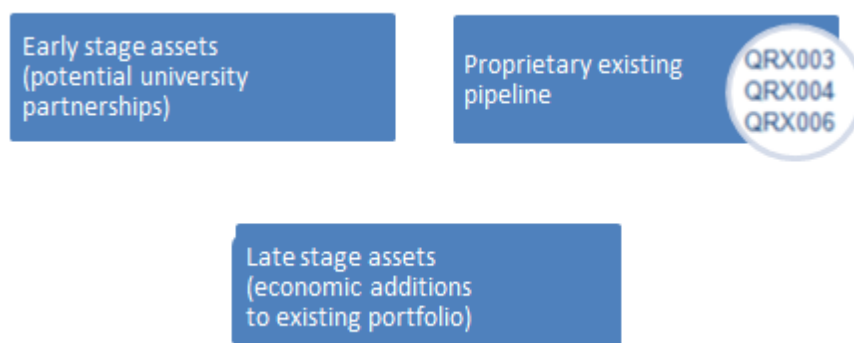 Early stage assets
(potential university
partnerships)
Proprietary existing
pipeline
QRX003
QRX004
QRX006
Late stage assets
(economic additions
to existing portfolio)